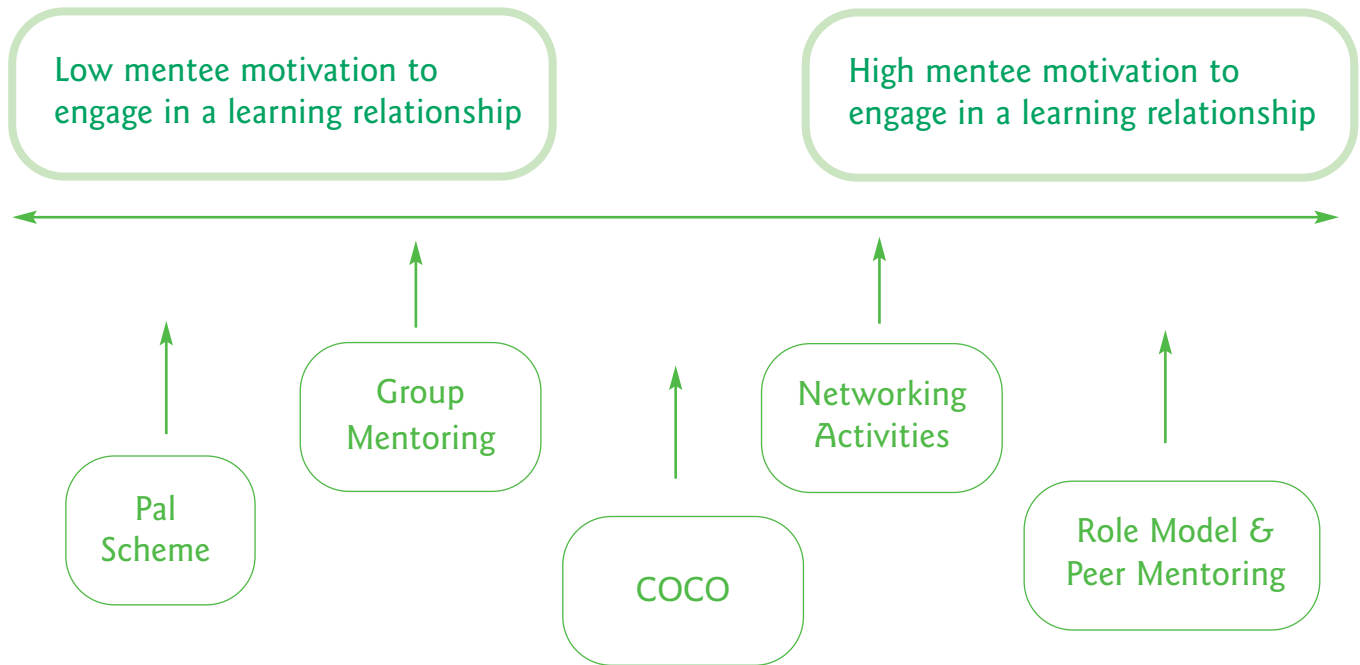 Low mentee motivation to
engage in a learning relationship
High mentee motivation to
engage in a learning relationship
Pal
Scheme
Group
Mentoring
COCO
Networking
Activities
Role Model &
Peer Mentoring